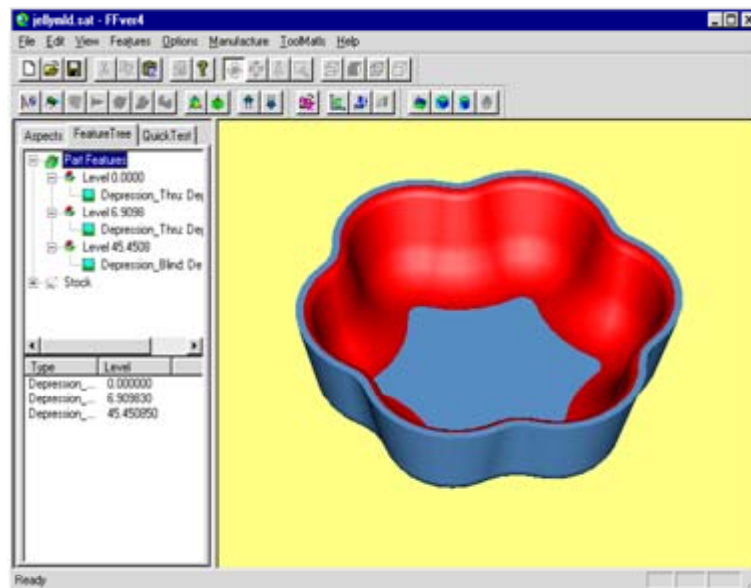 jellymld.sat - FFver4
File Edit View Features Options Manufacture ToolMatls Help
Aspects FeatureTree QuickTest
Part Features
Level 0.0000
Depression_Thru: Dep
Level 6.9098
Depression_Thru: Dep
Level 45.4508
Depression_Blind: De
Stock
Type Level
Depression_... 0.000000
Depression_... 6.909830
Depression_... 45.450850
Ready